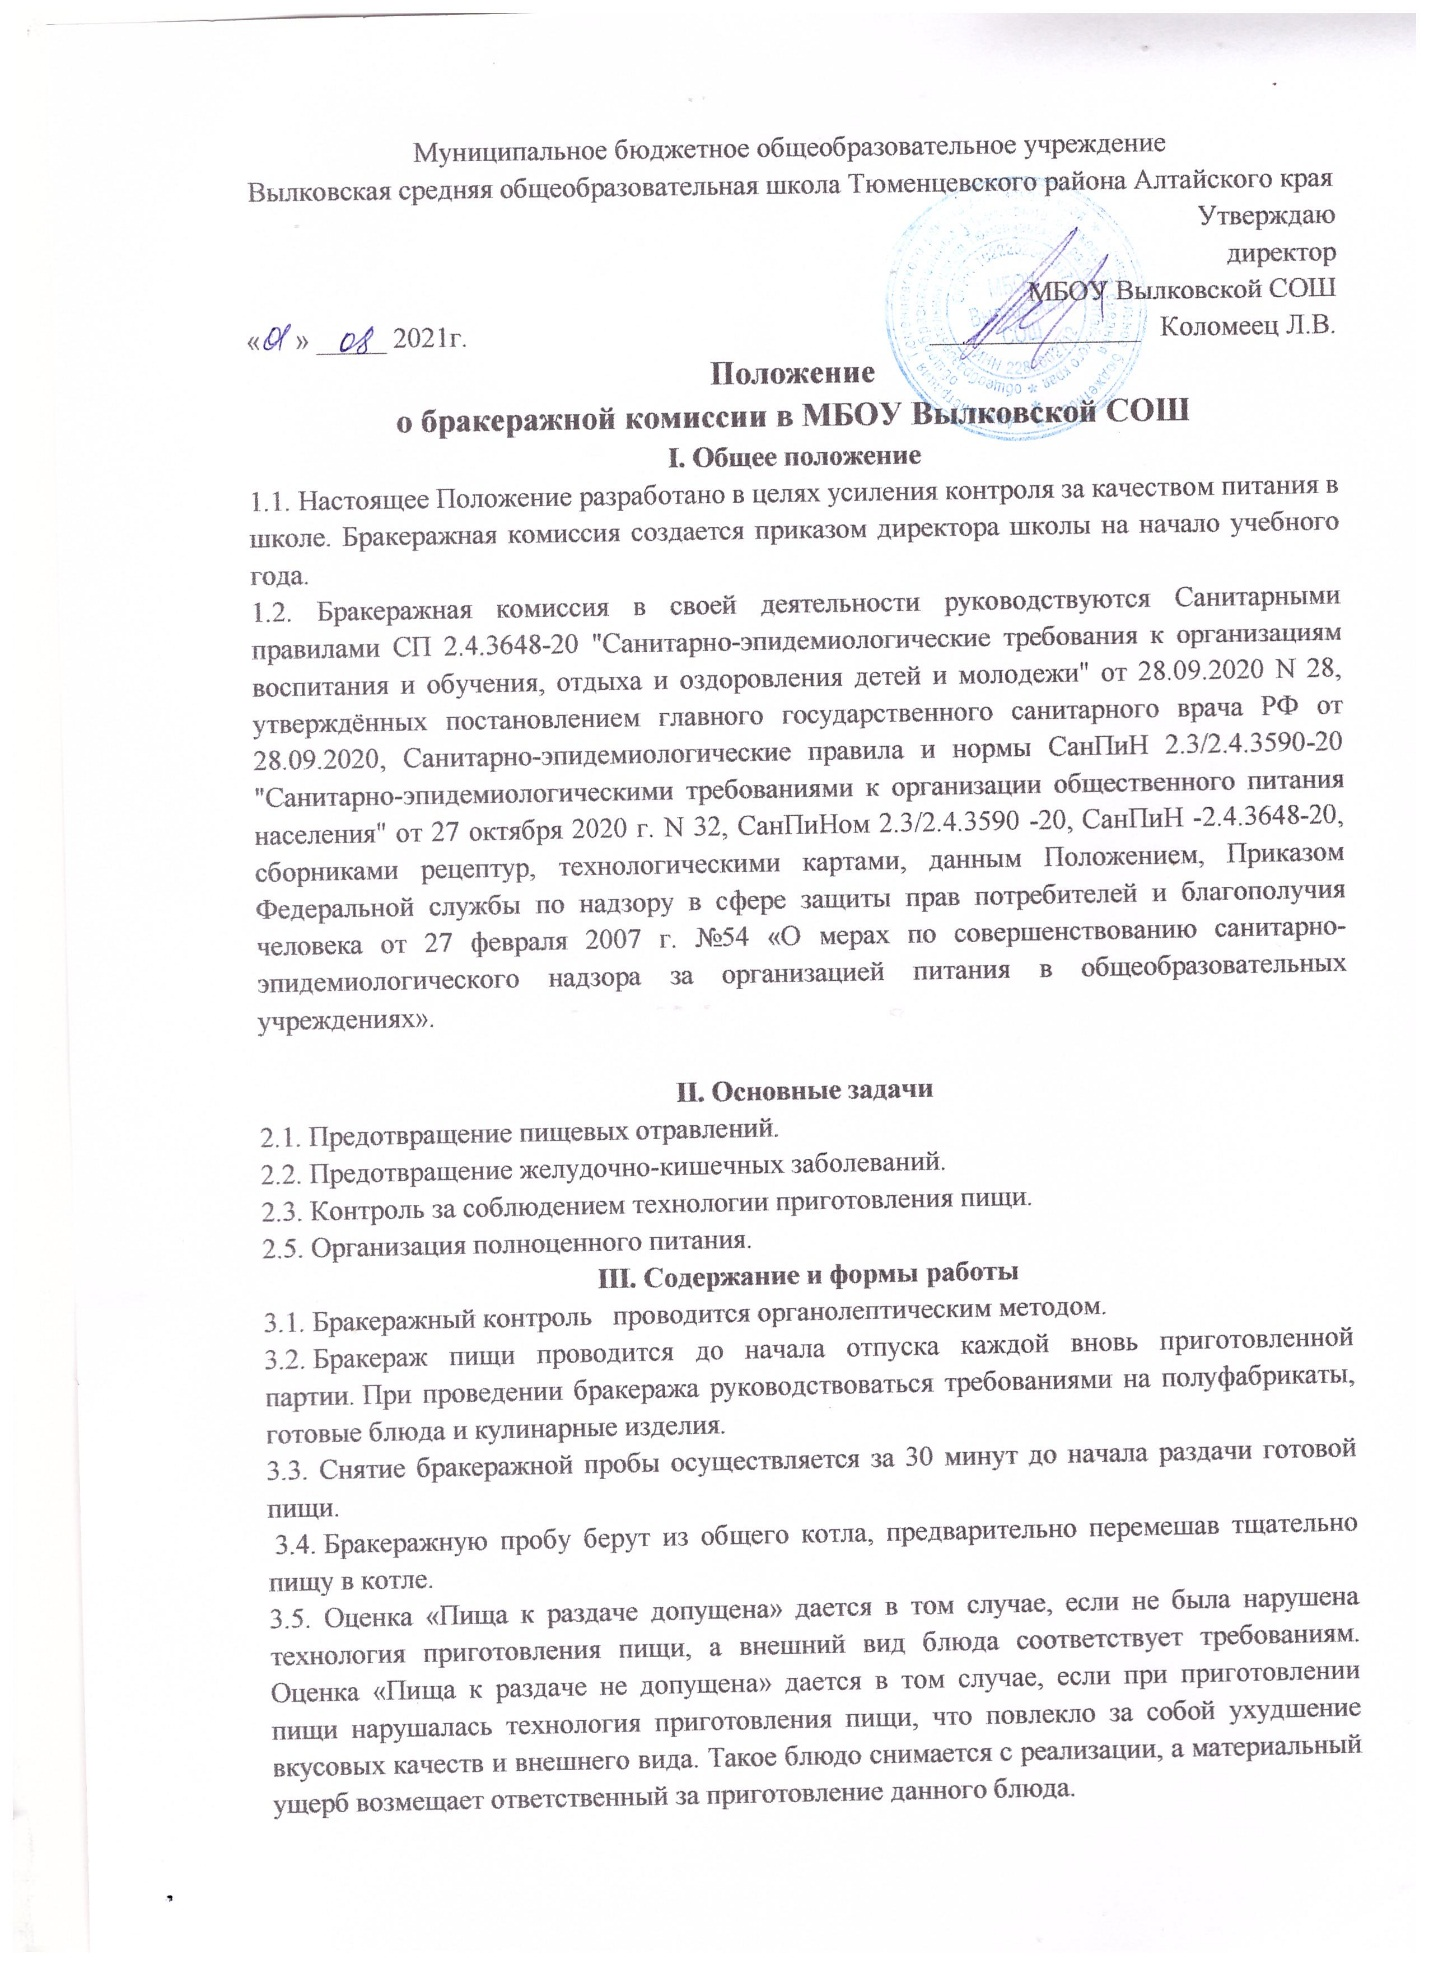 Муниципальное бюджетное общеобразовательное учреждение
Вылковская средняя общеобразовательная школа Тюменцевского района Алтайского края
Утверждаю
директор
МБОУ Вылковской СОШ
« » 08 2021г. Коломеец Л.В.
Положение
о бракеражной комиссии в МБОУ Вылковской СОШ
I. Общее положение
1.1. Настоящее Положение разработано в целях усиления контроля за качеством питания в
школе. Бракеражная комиссия создается приказом директора школы на начало учебного
года.
1.2. Бракеражная комиссия в своей деятельности руководствуются Санитарными
правилами СП 2.4.3648-20 "Санитарно-эпидемиологические требования к организациям
воспитания и обучения, отдыха и оздоровления детей и молодежи" от 28.09.2020 N 28,
утверждённых постановлением главного государственного санитарного врача РФ от
28.09.2020, Санитарно-эпидемиологические правила и нормы СанПиН 2.3/2.4.3590-20
"Санитарно-эпидемиологическими требованиями к организации общественного питания
населения" от 27 октября 2020 г. N 32, СанПиНом 2.3/2.4.3590 -20, СанПиН -2.4.3648-20,
сборниками рецептур, технологическими картами, данным Положением, Приказом
Федеральной службы по надзору в сфере защиты прав потребителей и благополучия
человека от 27 февраля 2007 г. №54 «О мерах по совершенствованию санитарно-
эпидемиологического надзора за организацией питания в общеобразовательных
учреждениях».
II. Основные задачи
2.1. Предотвращение пищевых отравлений.
2.2. Предотвращение желудочно-кишечных заболеваний.
2.3. Контроль за соблюдением технологии приготовления пищи.
2.5. Организация полноценного питания.
III. Содержание и формы работы
3.1. Бракеражный контроль проводится органолептическим методом.
3.2. Бракераж пищи проводится до начала отпуска каждой вновь приготовленной
партии. При проведении бракеража руководствоваться требованиями на полуфабрикаты,
готовые блюда и кулинарные изделия.
3.3. Снятие бракеражной пробы осуществляется за 30 минут до начала раздачи готовой
пищи.
3.4. Бракеражную пробу берут из общего котла, предварительно перемешав тщательно
пищу в котле.
3.5. Оценка «Пища к раздаче допущена» дается в том случае, если не была нарушена
технология приготовления пищи, а внешний вид блюда соответствует требованиям.
Оценка «Пища к раздаче не допущена» дается в том случае, если при приготовлении
пищи нарушалась технология приготовления пищи, что повлекло за собой ухудшение
вкусовых качеств и внешнего вида. Такое блюдо снимается с реализации, а материальный
ущерб возмещает ответственный за приготовление данного блюда.